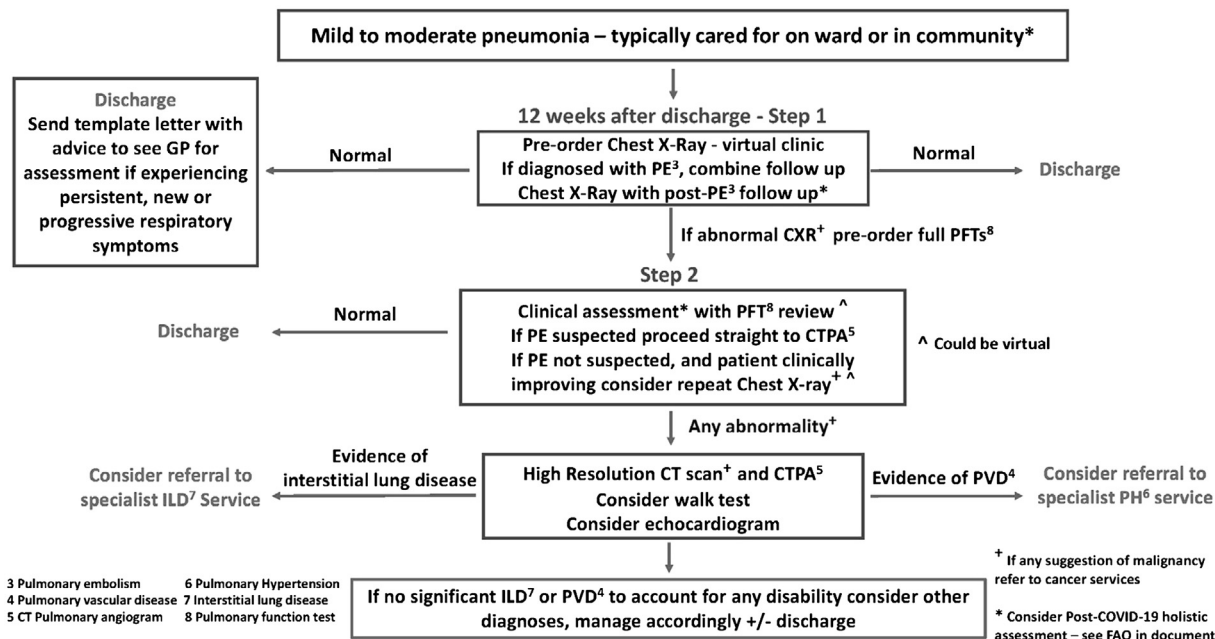 Mild to moderate pneumonia – typically cared for on ward or in community*
Discharge
Send template letter with
advice to see GP for
assessment if experiencing
persistent, new or
progressive respiratory
symptoms
Normal
12 weeks after discharge - Step 1
Pre-order Chest X-Ray - virtual clinic
If diagnosed with PE³, combine follow up
Chest X-Ray with post-PE³ follow up*
Normal
Discharge
If abnormal CXR⁺ pre-order full PFTs⁸
Step 2
Discharge
Normal
Clinical assessment* with PFT⁸ review ^
If PE suspected proceed straight to CTPA⁵
If PE not suspected, and patient clinically
improving consider repeat Chest X-ray⁺ ^
^ Could be virtual
Any abnormality⁺
Consider referral to
specialist ILD⁷ Service
Evidence of
interstitial lung disease
High Resolution CT scan⁺ and CTPA⁵
Consider walk test
Consider echocardiogram
Evidence of PVD⁴
Consider referral to
specialist PH⁶ service
3 Pulmonary embolism
4 Pulmonary vascular disease
5 CT Pulmonary angiogram
6 Pulmonary Hypertension
7 Interstitial lung disease
8 Pulmonary function test
If no significant ILD⁷ or PVD⁴ to account for any disability consider other
diagnoses, manage accordingly +/- discharge
⁺ If any suggestion of malignancy
refer to cancer services
* Consider Post-COVID-19 holistic
assessment – see FAQ in document